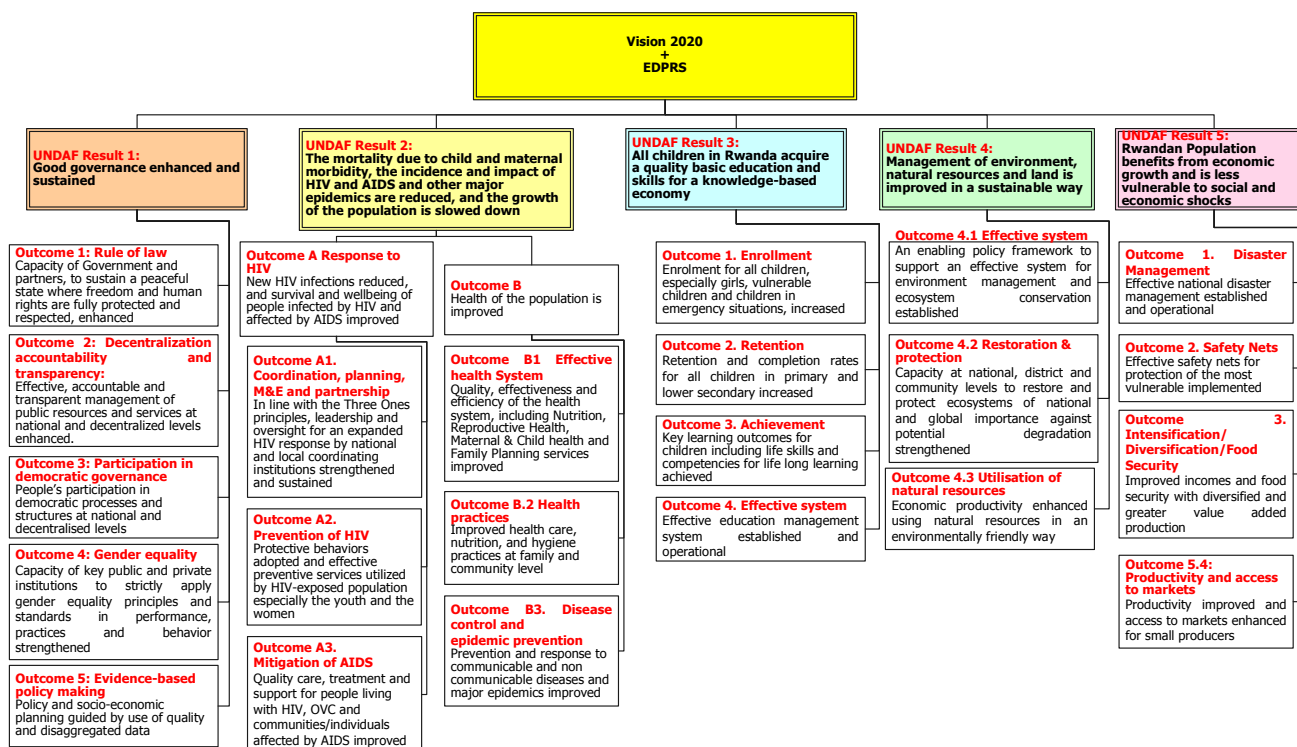 Vision 2020
+
EDPRS
UNDAF Result 1:
Good governance enhanced and
sustained
Outcome 1: Rule of law
Capacity of Government and
partners, to sustain a peaceful
state where freedom and human
rights are fully protected and
respected, enhanced
Outcome 2: Decentralization
accountability and
transparency:
Effective, accountable and
transparent management of
public resources and services at
national and decentralized levels
enhanced.
Outcome 3: Participation in
democratic governance
People's participation in
democratic processes and
structures at national and
decentralised levels
Outcome 4: Gender equality
Capacity of key public and private
institutions to strictly apply
gender equality principles and
standards in performance,
practices and behavior
strengthened
Outcome 5: Evidence-based
policy making
Policy and socio-economic
planning guided by use of quality
and disaggregated data
UNDAF Result 2:
The mortality due to child and maternal
morbidity, the incidence and impact of
HIV and AIDS and other major
epidemics are reduced, and the growth
of the population is slowed down
Outcome A Response to
HIV
New HIV infections reduced,
and survival and wellbeing of
people infected by HIV and
affected by AIDS improved
Outcome A1.
Coordination, planning,
M&E and partnership
In line with the Three Ones
principles, leadership and
oversight for an expanded
HIV response by national
and local coordinating
institutions strengthened
and sustained
Outcome A2.
Prevention of HIV
Protective behaviors
adopted and effective
preventive services utilized
by HIV-exposed population
especially the youth and the
women
Outcome A3.
Mitigation of AIDS
Quality care, treatment and
support for people living
with HIV, OVC and
communities/individuals
affected by AIDS improved
Outcome B
Health of the population is
improved
Outcome B1 Effective
health System
Quality, effectiveness and
efficiency of the health
system, including Nutrition,
Reproductive Health,
Maternal & Child health and
Family Planning services
improved
Outcome B.2 Health
practices
Improved health care,
nutrition, and hygiene
practices at family and
community level
Outcome B3. Disease
control and
epidemic prevention
Prevention and response to
communicable and non
communicable diseases and
major epidemics improved
UNDAF Result 3:
All children in Rwanda acquire
a quality basic education and
skills for a knowledge-based
economy
Outcome 1. Enrollment
Enrolment for all children,
especially girls, vulnerable
children and children in
emergency situations, increased
Outcome 2. Retention
Retention and completion rates
for all children in primary and
lower secondary increased
Outcome 3. Achievement
Key learning outcomes for
children including life skills and
competencies for life long learning
achieved
Outcome 4. Effective system
Effective education management
system established and
operational
UNDAF Result 4:
Management of environment,
natural resources and land is
improved in a sustainable way
Outcome 4.1 Effective system
An enabling policy framework to
support an effective system for
environment management and
ecosystem conservation
established
Outcome 4.2 Restoration &
protection
Capacity at national, district and
community levels to restore and
protect ecosystems of national
and global importance against
potential degradation
strengthened
Outcome 4.3 Utilisation of
natural resources
Economic productivity enhanced
using natural resources in an
environmentally friendly way
UNDAF Result 5:
Rwandan Population
benefits from economic
growth and is less
vulnerable to social and
economic shocks
Outcome 1. Disaster
Management
Effective national disaster
management established
and operational
Outcome 2. Safety Nets
Effective safety nets for
protection of the most
vulnerable implemented
Outcome 3.
Intensification/
Diversification/Food
Security
Improved incomes and food
security with diversified and
greater value added
production
Outcome 5.4:
Productivity and access
to markets
Productivity improved and
access to markets enhanced
for small producers